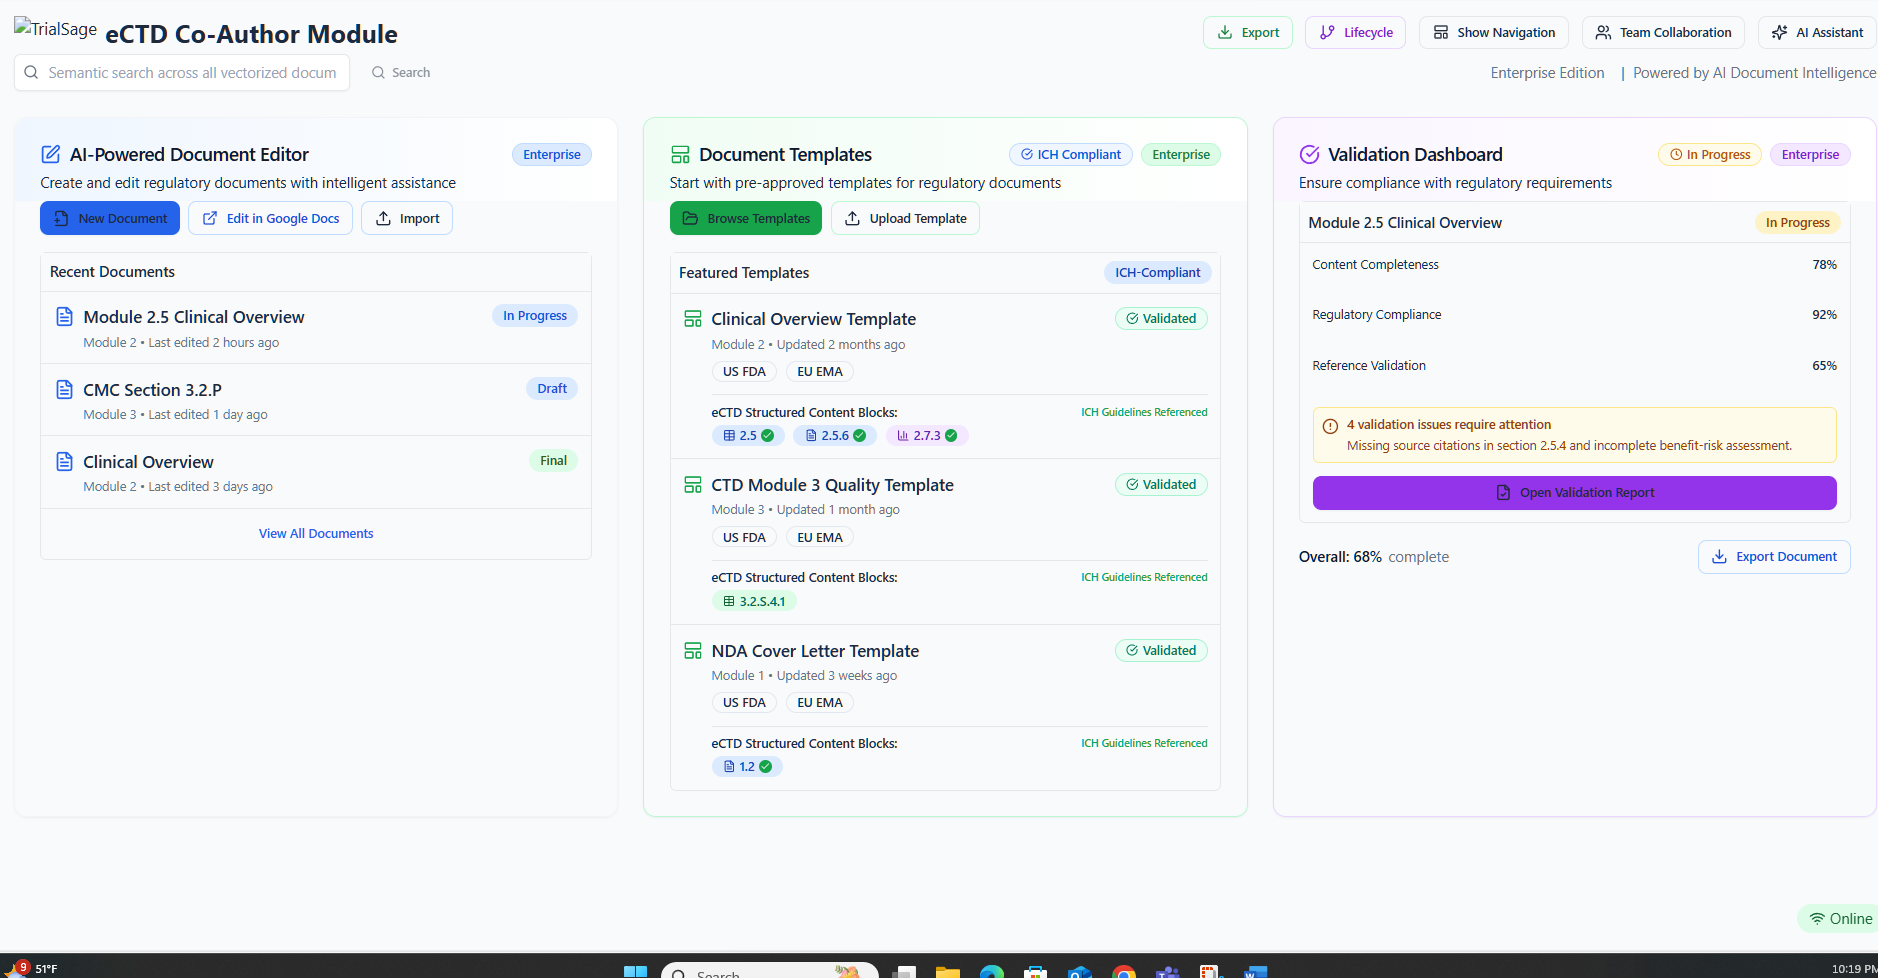 TrialSage
eCTD Co-Author Module
Export
Lifecycle
Show Navigation
Team Collaboration
AI Assistant
Semantic search across all vectorized docum
Search
Enterprise Edition | Powered by AI Document Intelligence
AI-Powered Document Editor
Enterprise
Create and edit regulatory documents with intelligent assistance
New Document
Edit in Google Docs
Import
Recent Documents
Module 2.5 Clinical Overview
In Progress
Module 2 • Last edited 2 hours ago
CMC Section 3.2.P
Draft
Module 3 • Last edited 1 day ago
Clinical Overview
Final
Module 2 • Last edited 3 days ago
View All Documents
Document Templates
ICH Compliant
Enterprise
Start with pre-approved templates for regulatory documents
Browse Templates
Upload Template
Featured Templates
ICH-Compliant
Clinical Overview Template
Validated
Module 2 • Updated 2 months ago
US FDA
EU EMA
eCTD Structured Content Blocks:
ICH Guidelines Referenced
2.5
2.5.6
2.7.3
CTD Module 3 Quality Template
Validated
Module 3 • Updated 1 month ago
US FDA
EU EMA
eCTD Structured Content Blocks:
ICH Guidelines Referenced
3.2.S.4.1
NDA Cover Letter Template
Validated
Module 1 • Updated 3 weeks ago
US FDA
EU EMA
eCTD Structured Content Blocks:
ICH Guidelines Referenced
1.2
Validation Dashboard
In Progress
Enterprise
Ensure compliance with regulatory requirements
Module 2.5 Clinical Overview
In Progress
Content Completeness
78%
Regulatory Compliance
92%
Reference Validation
65%
4 validation issues require attention
Missing source citations in section 2.5.4 and incomplete benefit-risk assessment.
Open Validation Report
Overall: 68% complete
Export Document
Online
9
51°F
Search
10:19 PM